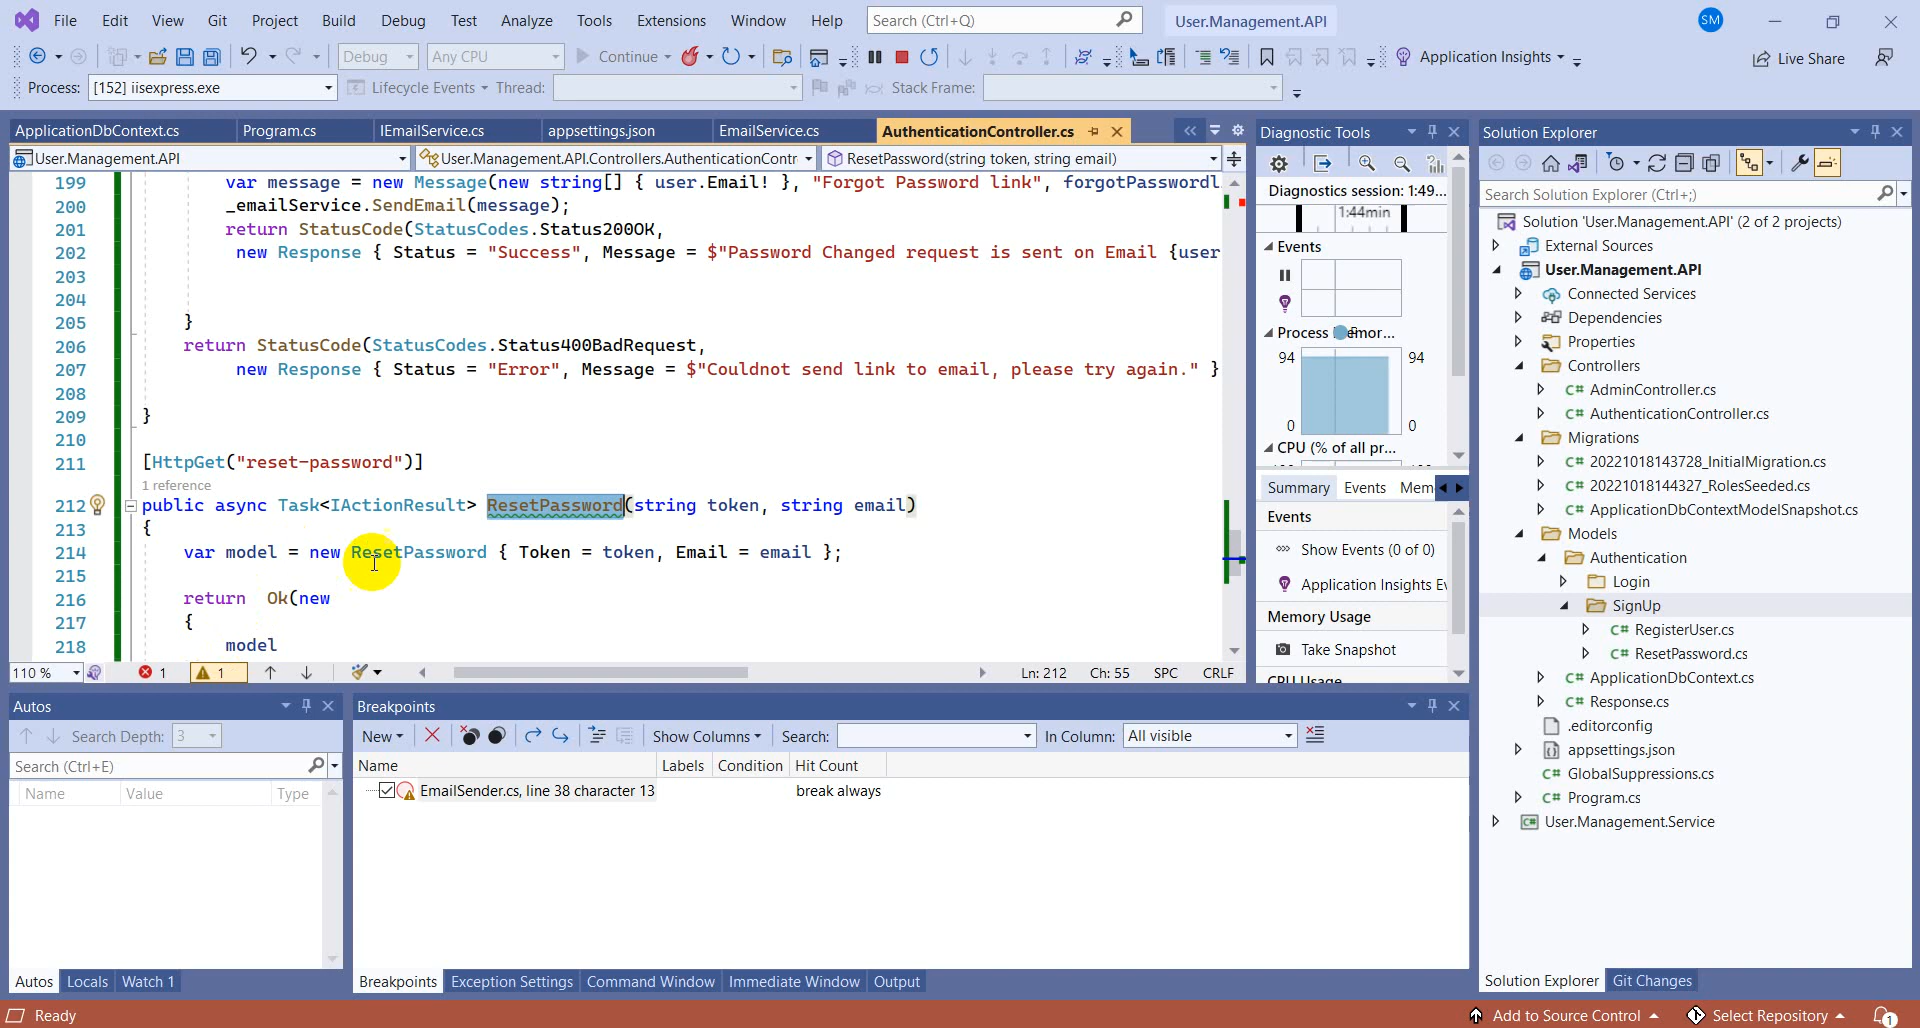 File Edit View Git Project Build Debug Test Analyze Tools Extensions Window Help Search (Ctrl+Q) User.Management.API SM
Debug Any CPU Continue Application Insights Live Share
Process: [152] iisexpress.exe Lifecycle Events Thread: Stack Frame:
ApplicationDbContext.cs Program.cs IEmailService.cs appsettings.json EmailService.cs AuthenticationController.cs
User.Management.API User.Management.API.Controllers.AuthenticationContr ResetPassword(string token, string email)
199 var message = new Message(new string[] { user.Email! }, "Forgot Password link",
200 _emailService.SendEmail(message);
201 return StatusCode(StatusCodes.Status200OK,
202 new Response { Status = "Success", Message = $"Password Changed request is sent on Email {user
203
204
205 }
206 return StatusCode(StatusCodes.Status400BadRequest,
207 new Response { Status = "Error", Message = $"Couldnot send link to email, please try again." }
208
209 }
210
211 [HttpGet("reset-password")]
1 reference
212 public async Task<IActionResult> ResetPassword(string token, string email)
213 {
214 var model = new ResetPassword { Token = token, Email = email };
215
216 return Ok(new
217 {
218 model
110 % 1 1 Ln: 212 Ch: 55 SPC CRLF
Diagnostic Tools
Diagnostics session: 1:49...
1:44min
Events
94 94
0 0
CPU (% of all pr...
Summary Events Mem
Events
Show Events (0 of 0)
Application Insights Ev
Memory Usage
Take Snapshot
CPU Usage
Solution Explorer
Search Solution Explorer (Ctrl+;)
Solution 'User.Management.API' (2 of 2 projects)
External Sources
User.Management.API
Connected Services
Dependencies
Properties
Controllers
C# AdminController.cs
C# AuthenticationController.cs
Migrations
C# 20221018143728_InitialMigration.cs
C# 20221018144327_RolesSeeded.cs
C# ApplicationDbContextModelSnapshot.cs
Models
Authentication
Login
SignUp
C# RegisterUser.cs
C# ResetPassword.cs
C# ApplicationDbContext.cs
C# Response.cs
.editorconfig
appsettings.json
C# GlobalSuppressions.cs
C# Program.cs
C# User.Management.Service
Solution Explorer Git Changes
Autos
Search Depth: 3
Search (Ctrl+E)
Name Value Type
Autos Locals Watch 1
Breakpoints
New Show Columns Search: In Column: All visible
Name Labels Condition Hit Count
EmailSender.cs, line 38 character 13 break always
Breakpoints Exception Settings Command Window Immediate Window Output
Ready Add to Source Control Select Repository 1